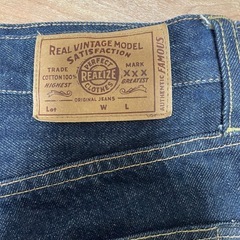 REAL VINTAGE MODEL
SATISFACTION
TRADE MARK
COTTON 100% XXX
HIGHEST GREATEST
PERFECT
REALIZE
CLOTHES
ORIGINAL JEANS
Lot W L
AUTHENTIC FAMOUS